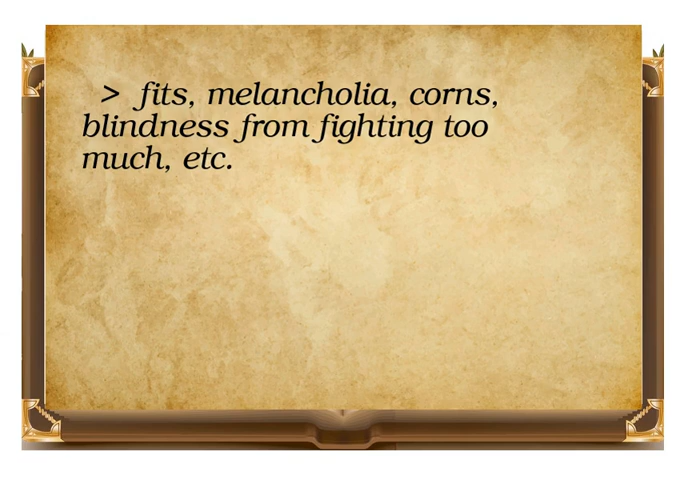 > fits, melancholia, corns,
blindness from fighting too
much, etc.